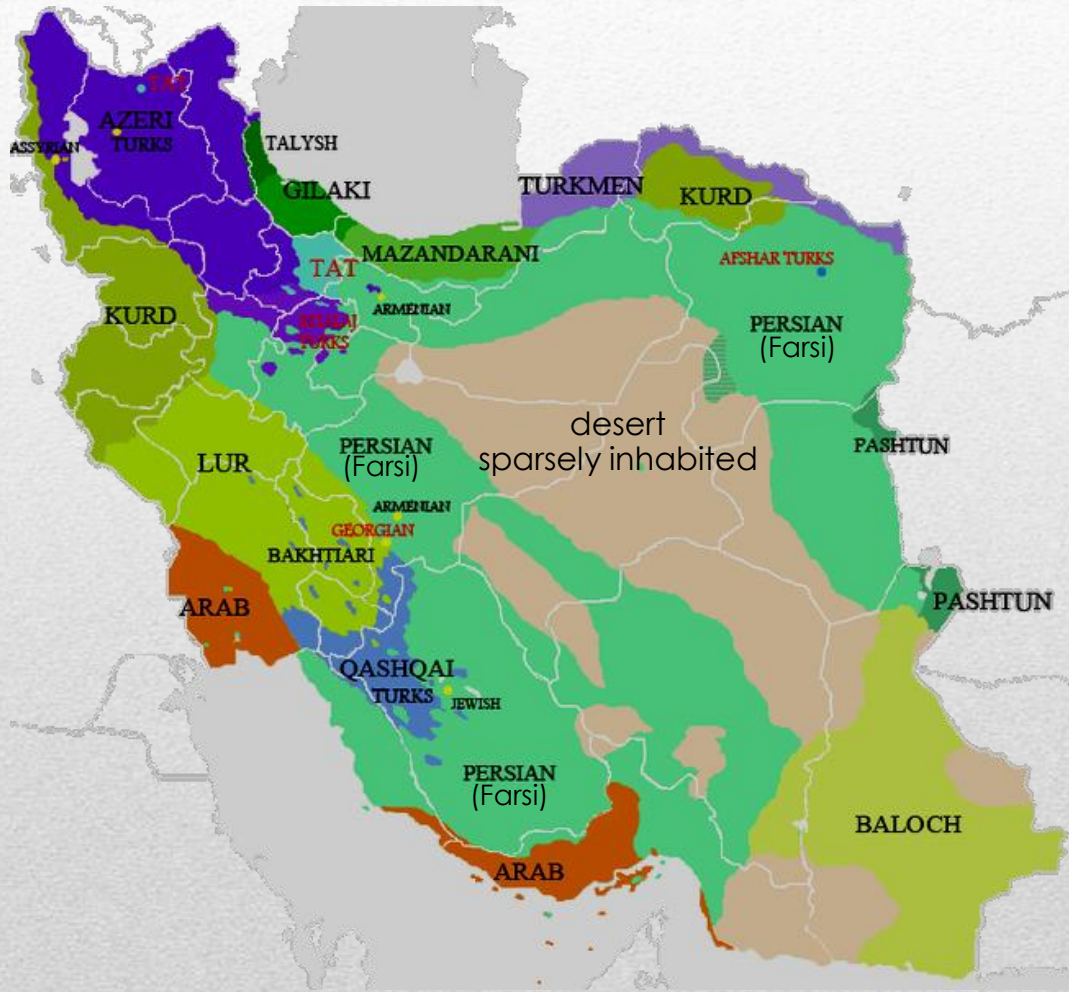 TAT
AZERI
TURKS
ASSYRIAN
TALYSH
GILAKI
TURKMEN
KURD
MAZANDARANI
TAT
AFSHAR TURKS
ARMENIAN
KURD
KHALAJ
TURKS
PERSIAN
(Farsi)
desert
sparsely inhabited
PERSIAN
(Farsi)
PASHTUN
LUR
ARMENIAN
GEORGIAN
BAKHTIARI
ARAB
PASHTUN
QASHQAI
TURKS
JEWISH
PERSIAN
(Farsi)
BALOCH
ARAB